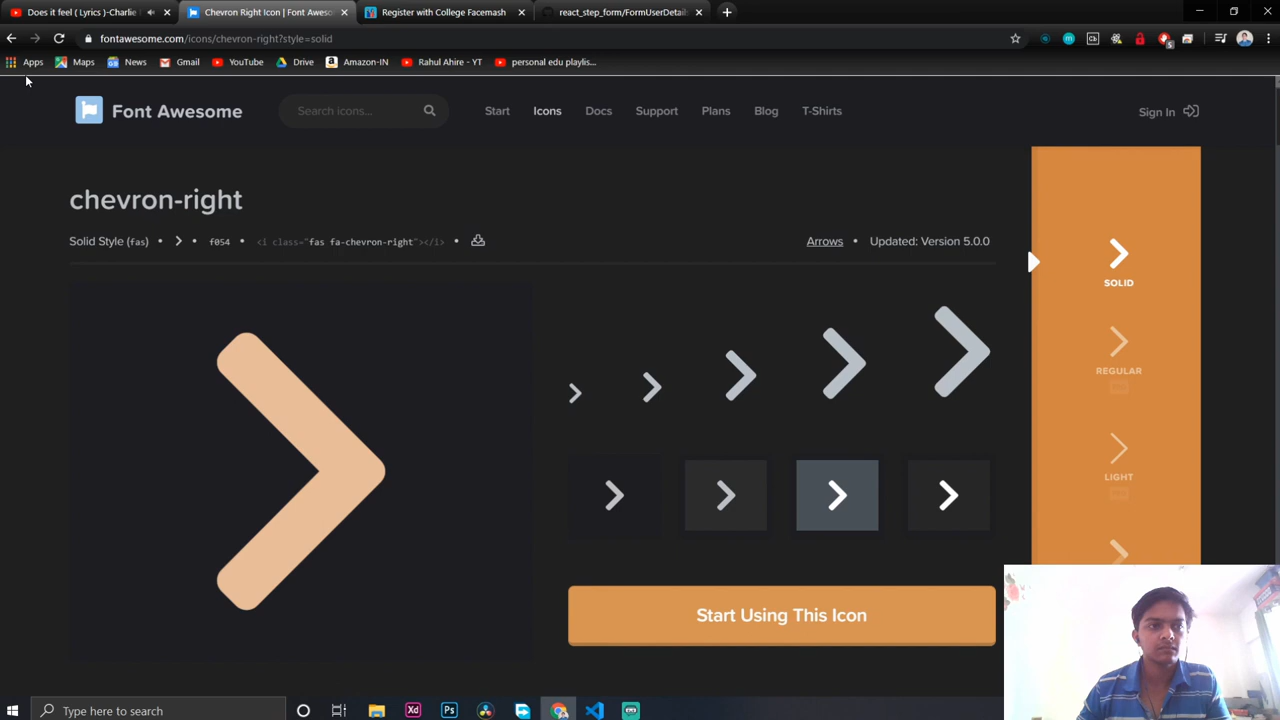 Does it feel ( Lyrics )-Charlie
Chevron Right Icon | Font Aweso
Register with College Facemash
react_step_form/FormUserDetails
fontawesome.com/icons/chevron-right?style=solid
Apps
Maps
News
Gmail
YouTube
Drive
Amazon-IN
Rahul Ahire - YT
personal edu playlis...
Font Awesome
Search icons...
Start
Icons
Docs
Support
Plans
Blog
T-Shirts
Sign In
chevron-right
Solid Style (fas) • • f054 • <i class="fas fa-chevron-right"></i> •
Arrows • Updated: Version 5.0.0
SOLID
REGULAR
LIGHT
Start Using This Icon
Type here to search
Xd
Ps